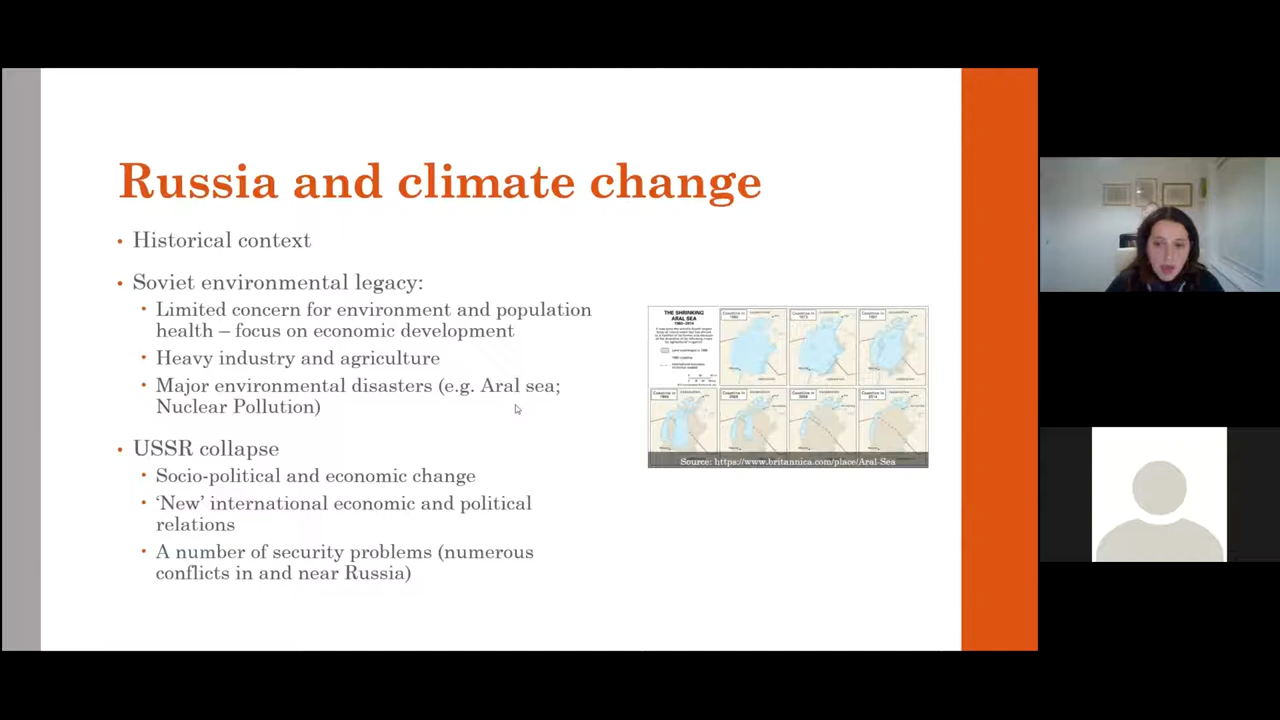 Russia and climate change
• Historical context
• Soviet environmental legacy:
• Limited concern for environment and population
health – focus on economic development
• Heavy industry and agriculture
• Major environmental disasters (e.g. Aral sea;
Nuclear Pollution)
• USSR collapse
• Socio-political and economic change
• ‘New’ international economic and political
relations
• A number of security problems (numerous
conflicts in and near Russia)
THE SHRINKING
ARAL SEA
Source: https://www.britannica.com/place/Aral-Sea